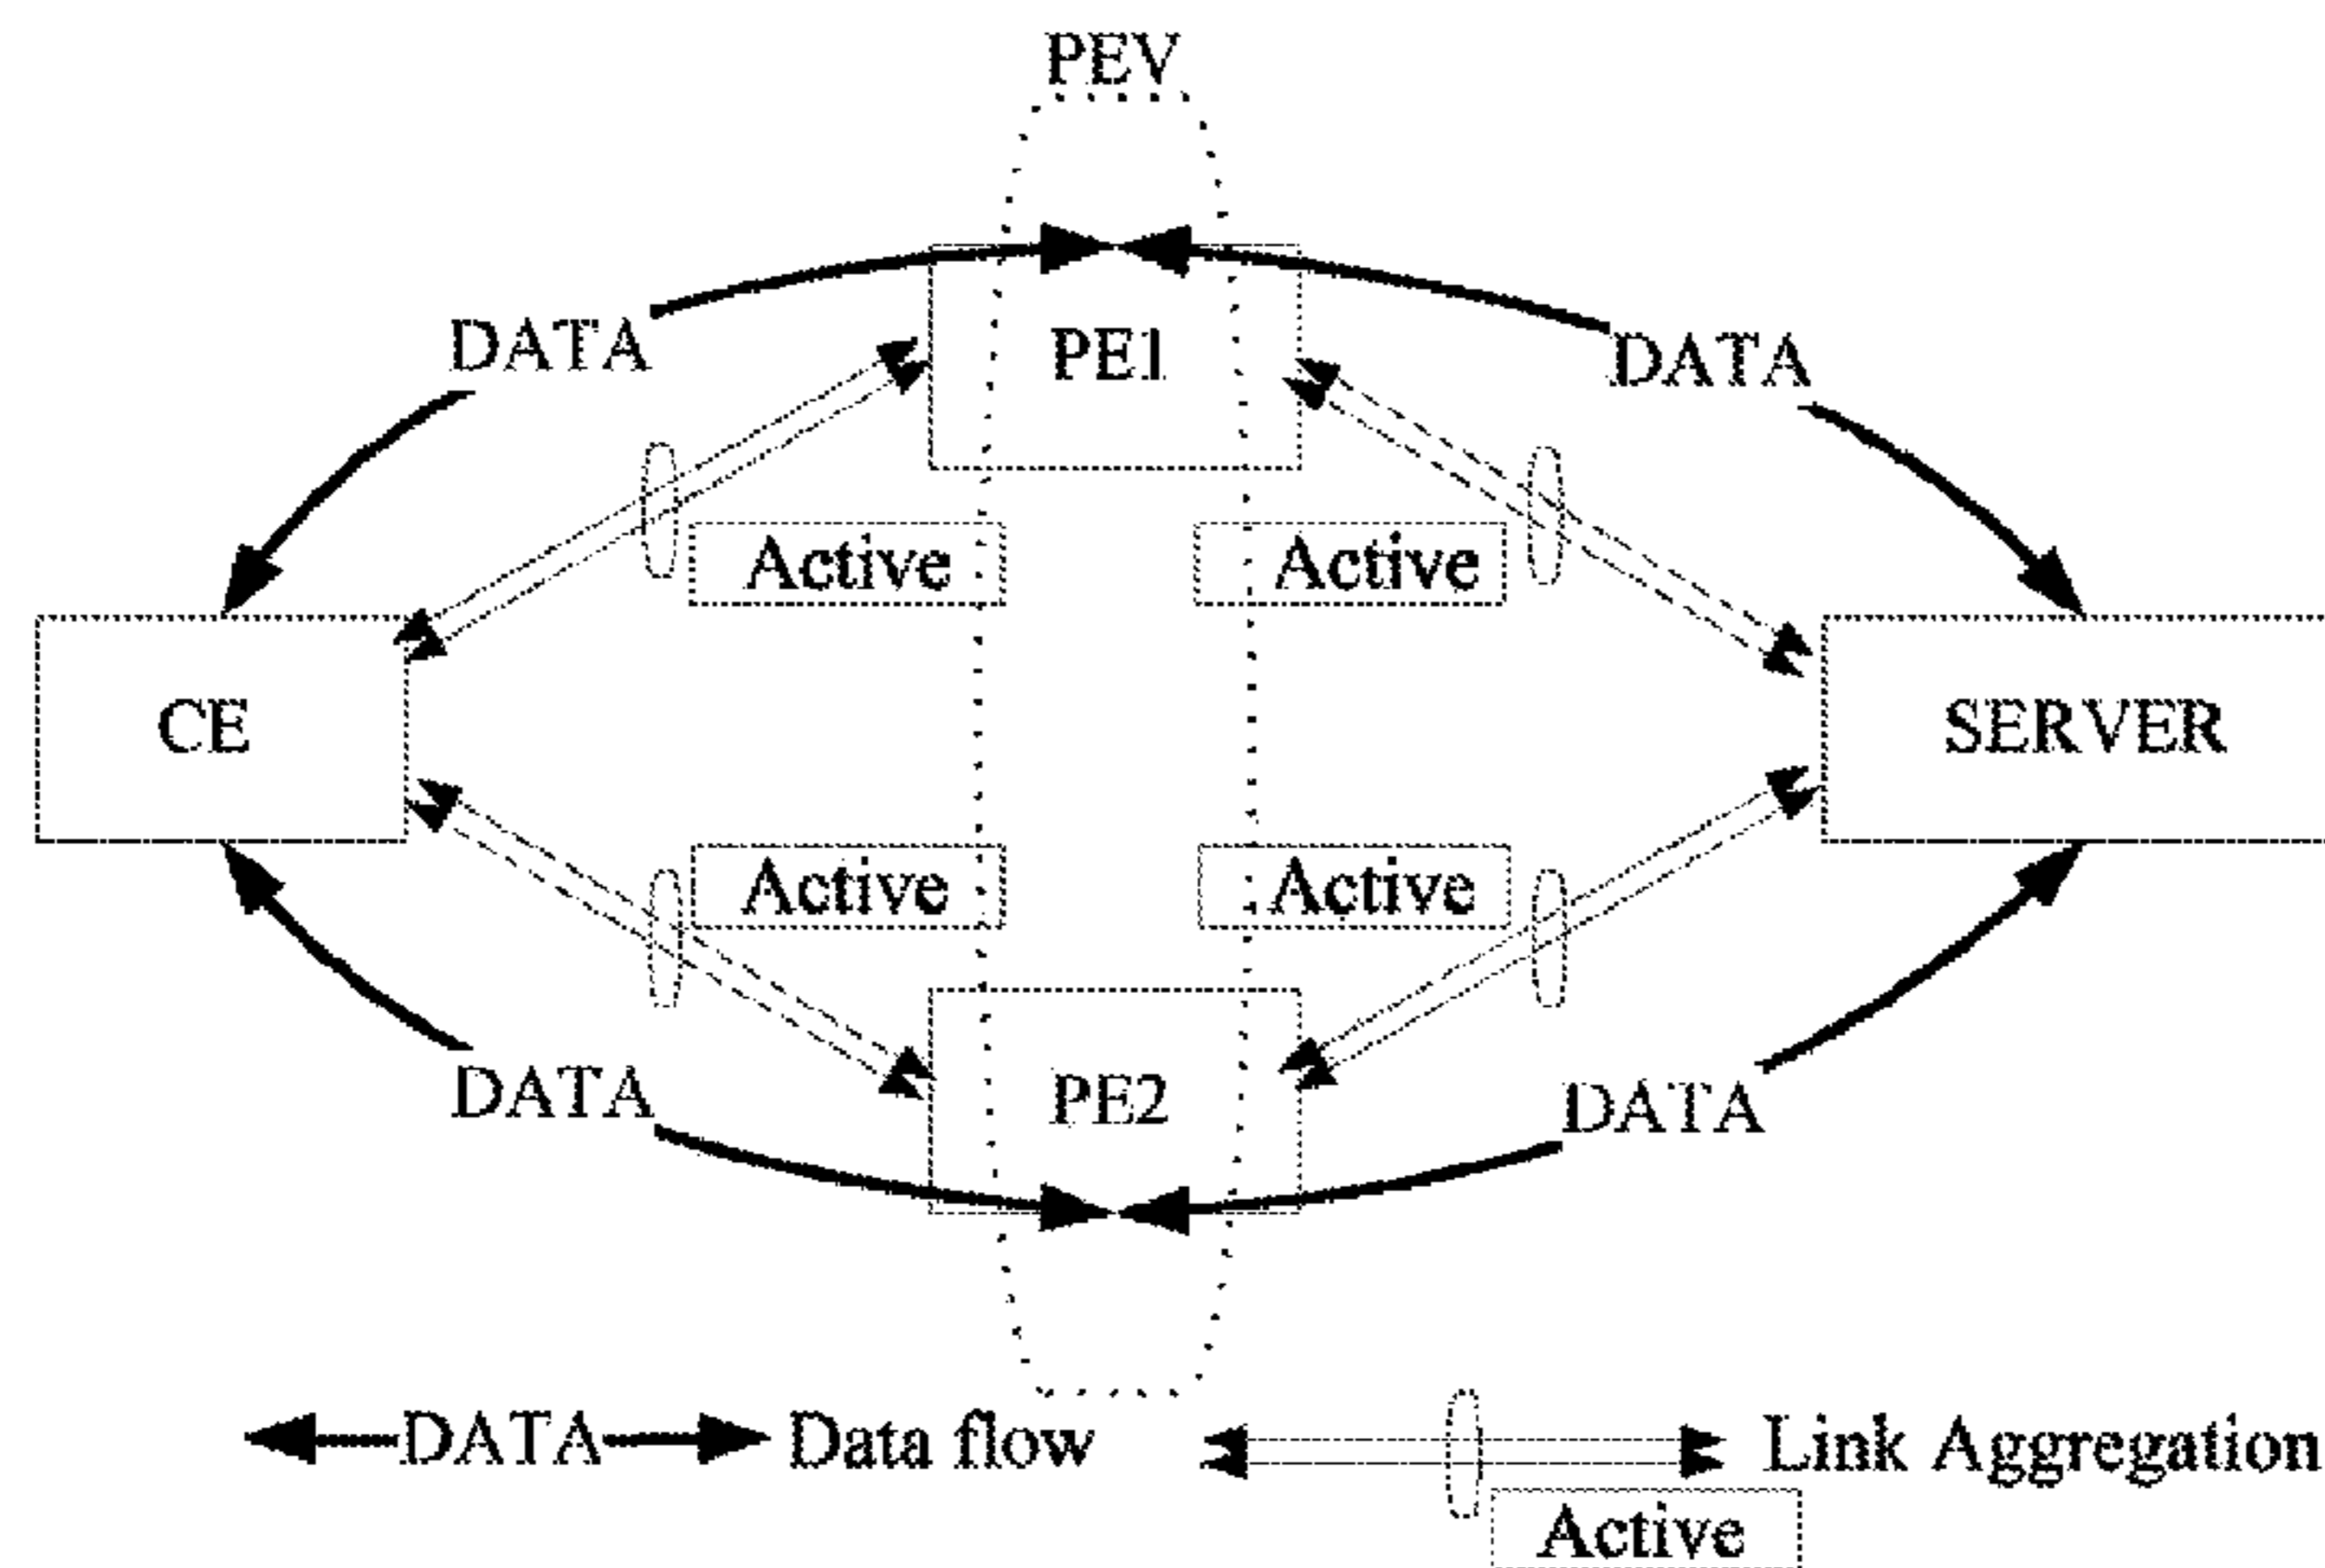 PEV
PE1
DATA
DATA
Active
Active
CE
SERVER
Active
Active
DATA
PE2
DATA
DATA
Data flow
Link Aggregation
Active